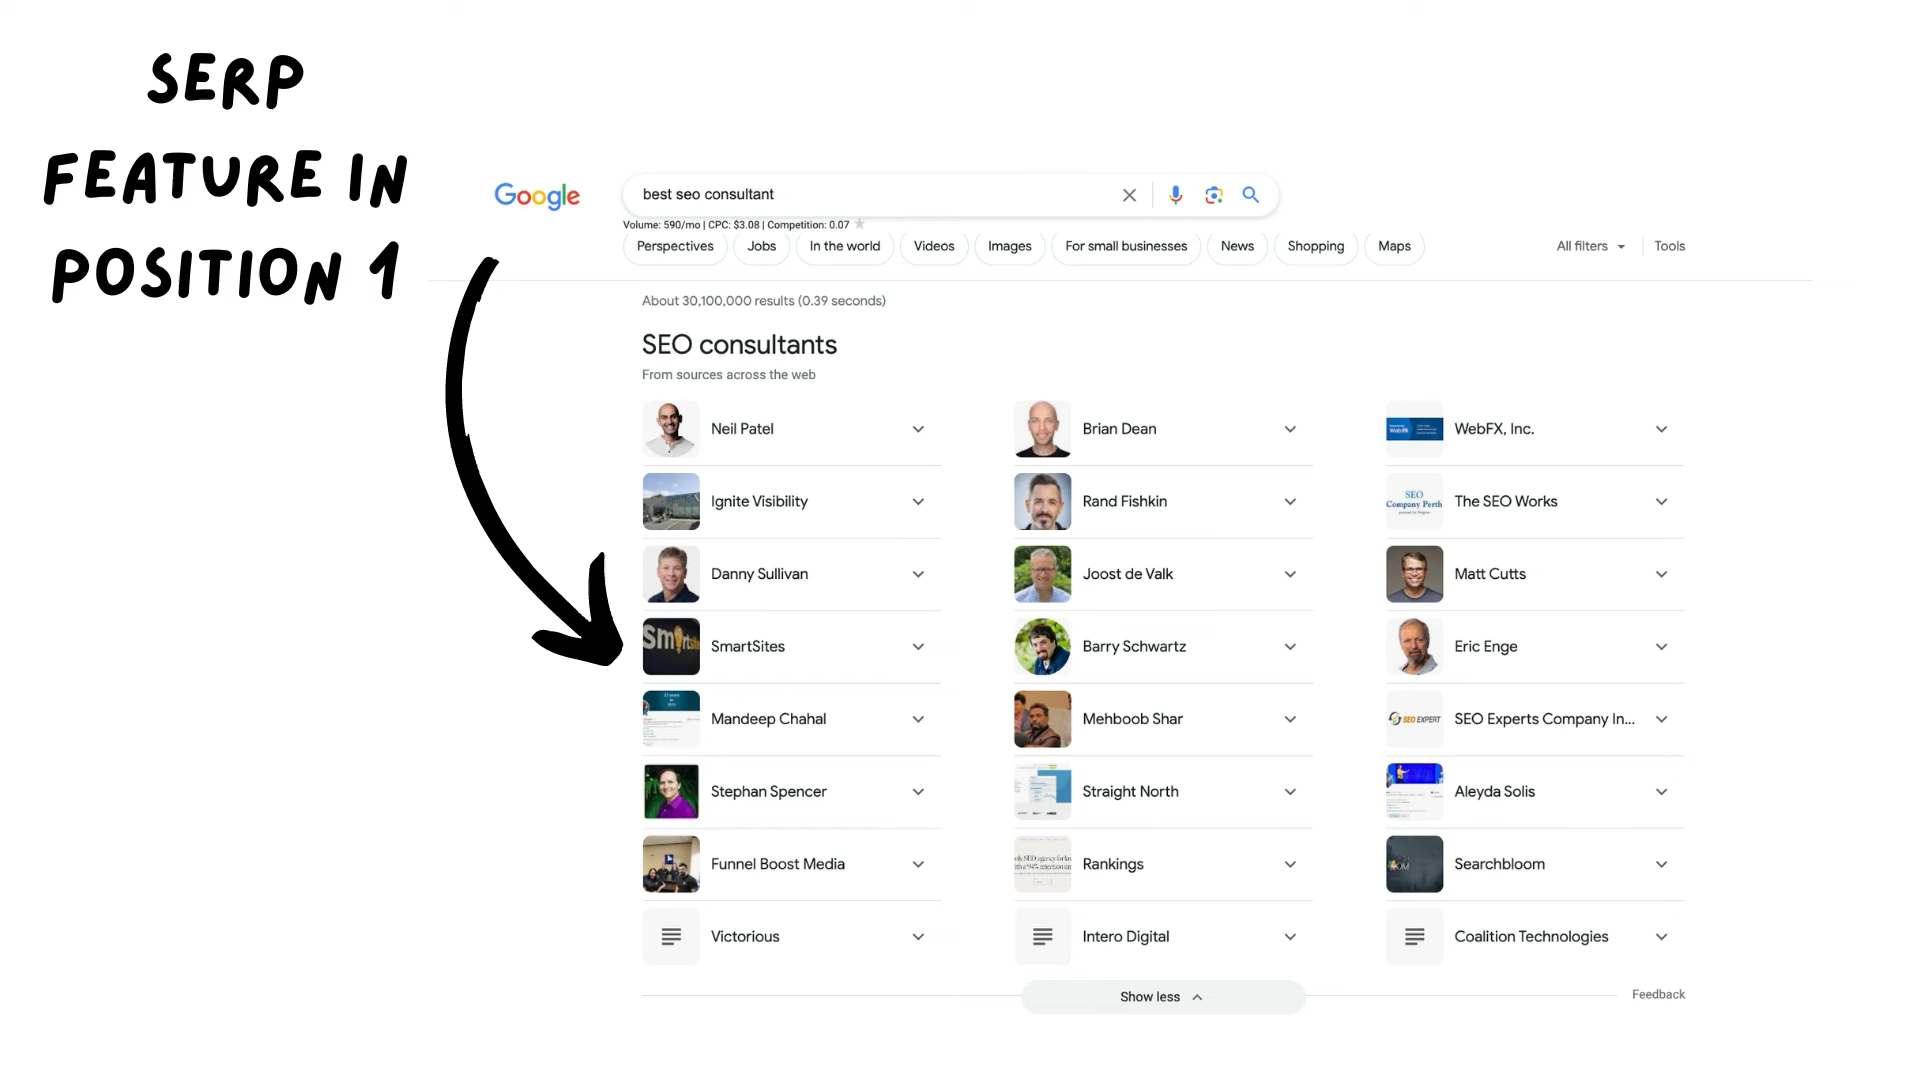 SERP
FEATURE IN
POSITION 1
Google
best seo consultant
Volume: 590/mo | CPC: $3.08 | Competition: 0.07
Perspectives
Jobs
In the world
Videos
Images
For small businesses
News
Shopping
Maps
All filters
Tools
About 30,100,000 results (0.39 seconds)
SEO consultants
From sources across the web
Neil Patel
Brian Dean
WebFX, Inc.
Ignite Visibility
Rand Fishkin
SEO
Company Perth
The SEO Works
Danny Sullivan
Joost de Valk
Matt Cutts
SmartSites
Barry Schwartz
Eric Enge
Mandeep Chahal
Mehboob Shar
SEO EXPERT
SEO Experts Company In...
Stephan Spencer
Straight North
Aleyda Solis
Funnel Boost Media
Rankings
Searchbloom
Victorious
Intero Digital
Coalition Technologies
Show less
Feedback